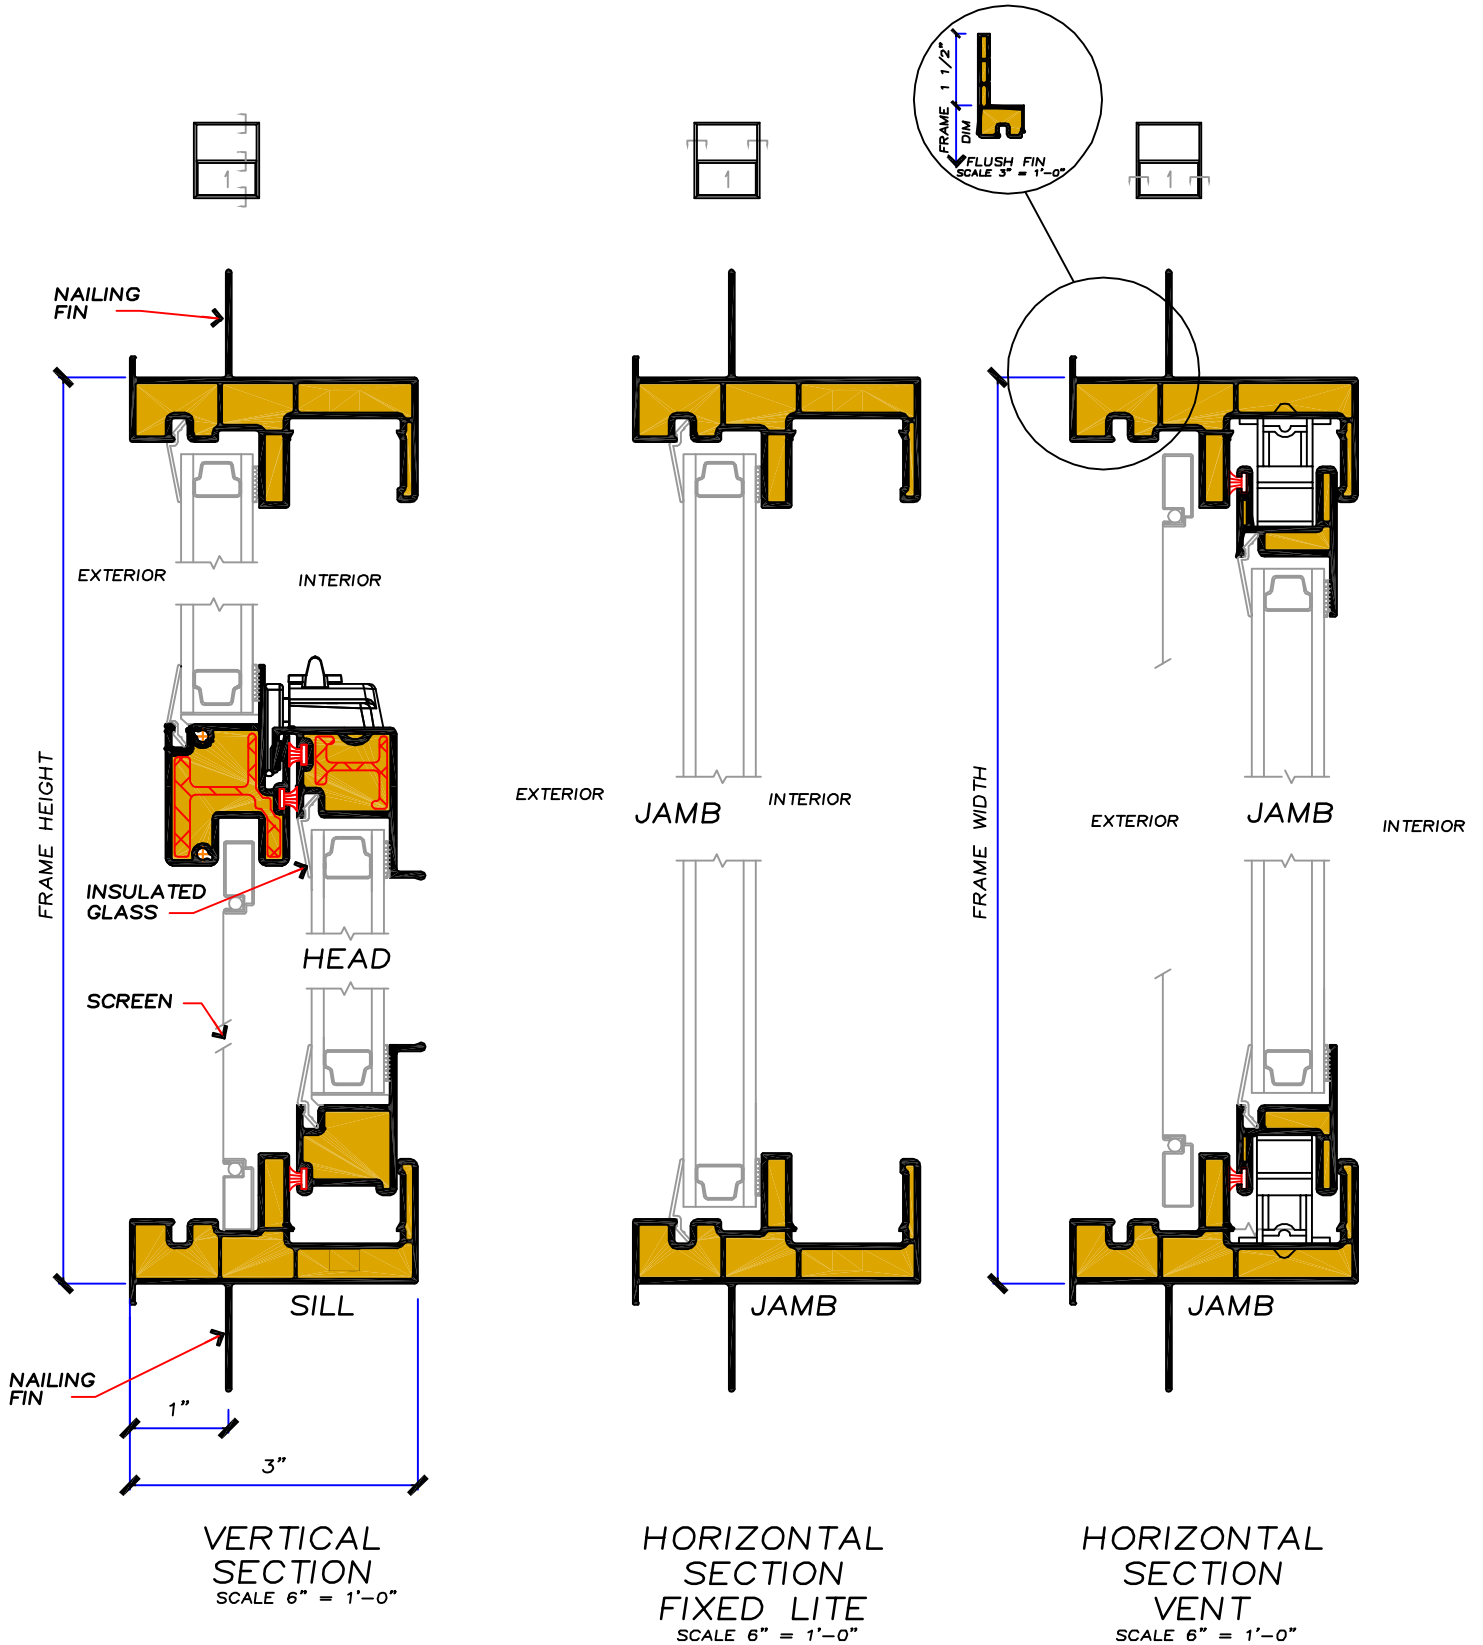 1 1/2"
FRAME
DIM
FLUSH FIN
SCALE 3" = 1'-0"
1
1
1
NAILING
FIN
EXTERIOR
INTERIOR
FRAME HEIGHT
INSULATED
GLASS
HEAD
SCREEN
SILL
NAILING
FIN
1"
3"
VERTICAL
SECTION
SCALE 6" = 1'-0"
EXTERIOR
JAMB
INTERIOR
JAMB
HORIZONTAL
SECTION
FIXED LITE
SCALE 6" = 1'-0"
FRAME WIDTH
EXTERIOR
JAMB
INTERIOR
JAMB
HORIZONTAL
SECTION
VENT
SCALE 6" = 1'-0"